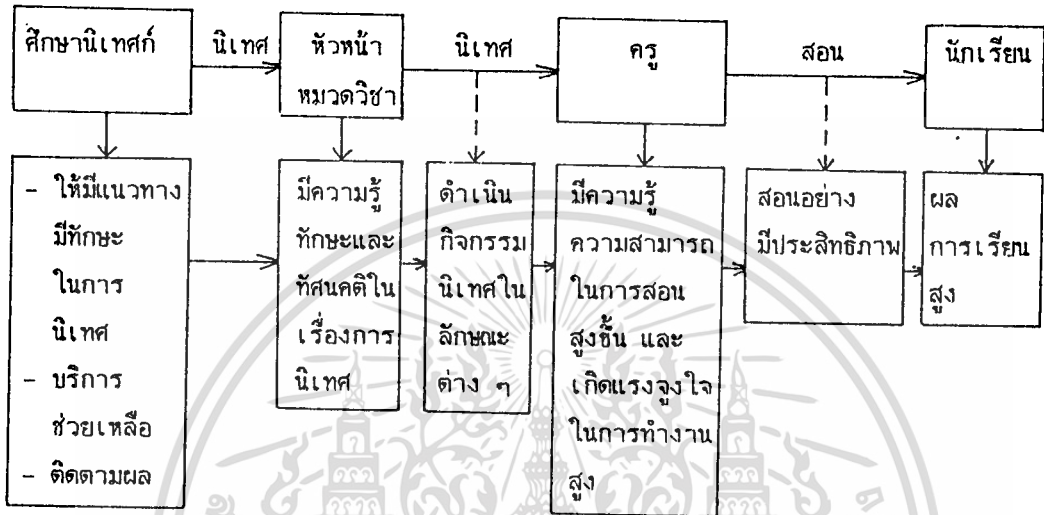 ศึกษานิเทศก์
นิเทศ
หัวหน้า
หมวดวิชา
นิเทศ
ครู
สอน
นักเรียน
- ให้มีแนวทาง
มีทักษะ
ในการ
นิเทศ
- บริการ
ช่วยเหลือ
- ติดตามผล
มีความรู้
ทักษะและ
ทัศนคติใน
เรื่องการ
นิเทศ
ดำเนิน
กิจกรรม
นิเทศใน
ลักษณะ
ต่าง ๆ
มีความรู้
ความสามารถ
ในการสอน
สูงขึ้น และ
เกิดแรงจูงใจ
ในการทำงาน
สูง
สอนอย่าง
มีประสิทธิภาพ
ผล
การเรียน
สูง